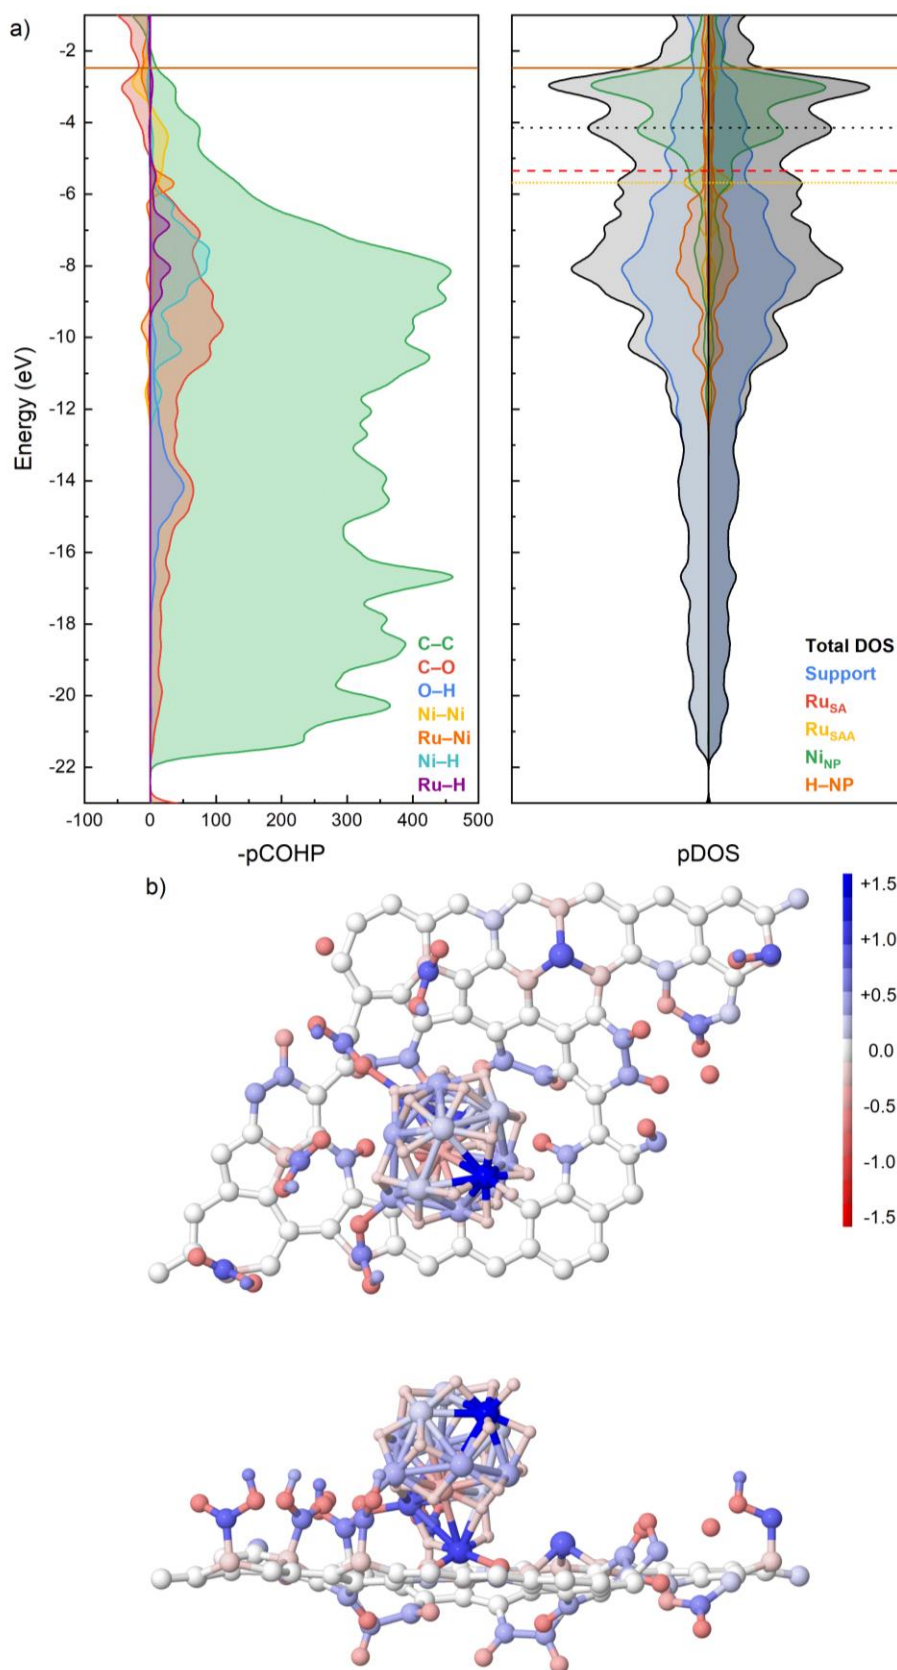 a)
-2
-4
-6
-8
-10
-12
-14
-16
-18
-20
-22
Energy (eV)
C–C
C–O
O–H
Ni–Ni
Ru–Ni
Ni–H
Ru–H
-100 0 100 200 300 400 500
-pCOHP
Total DOS
Support
RuSA
RuSAA
NiNP
H–NP
pDOS
b)
+1.5
+1.0
+0.5
0.0
-0.5
-1.0
-1.5